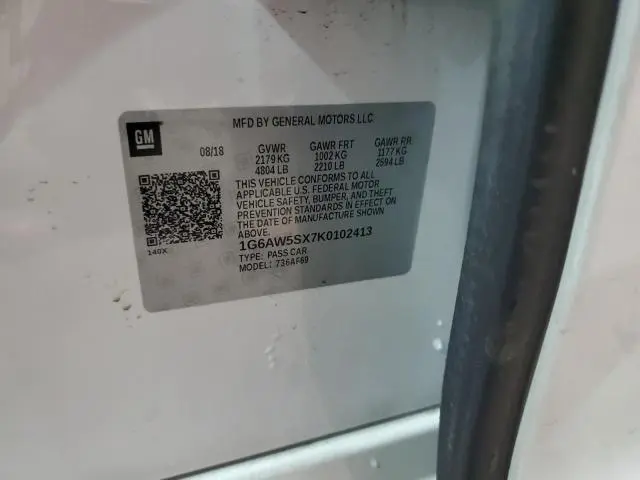 MFD BY GENERAL MOTORS LLC
GM
08/18 GVWR GAWR FRT GAWR RR
2179 KG 1002 KG 1177 KG
4804 LB 2210 LB 2594 LB
THIS VEHICLE CONFORMS TO ALL
APPLICABLE U.S. FEDERAL MOTOR
VEHICLE SAFETY, BUMPER, AND THEFT
PREVENTION STANDARDS IN EFFECT ON
THE DATE OF MANUFACTURE SHOWN
ABOVE.
1G6AW5SX7K0102413
140X
TYPE: PASS CAR
MODEL: 736AF69